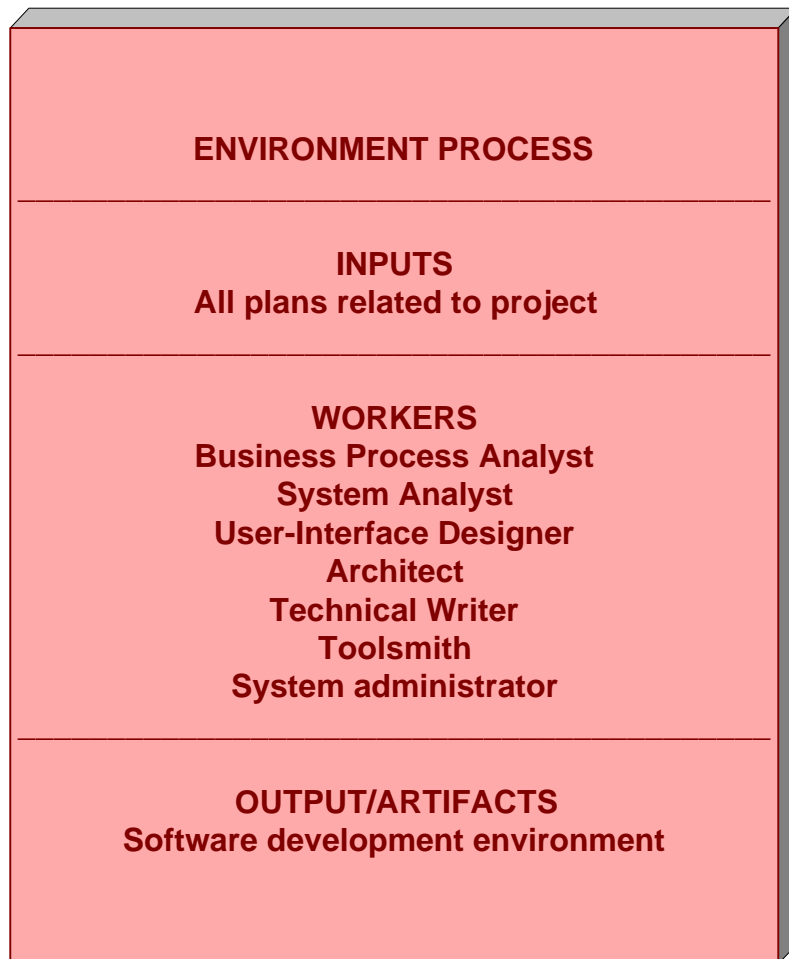 ENVIRONMENT PROCESS
INPUTS
All plans related to project
WORKERS
Business Process Analyst
System Analyst
User-Interface Designer
Architect
Technical Writer
Toolsmith
System administrator
OUTPUT/ARTIFACTS
Software development environment